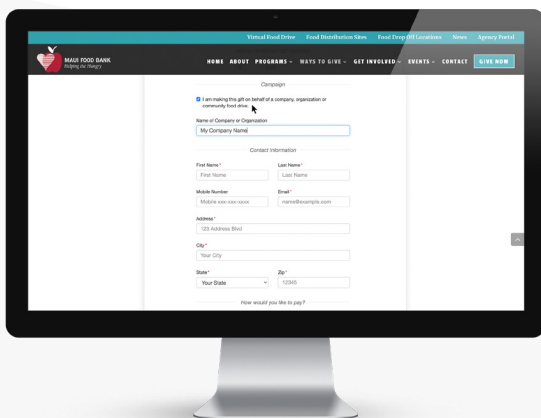 Virtual Food Drive Food Distribution Sites Food Drop Off Locations News Agency Portal
MAUI FOOD BANK
Helping the Hungry
HOME ABOUT PROGRAMS WAYS TO GIVE GET INVOLVED EVENTS CONTACT GIVE NOW
Campaign
I am making this gift on behalf of a company, organization or
community food drive.
Name of Company or Organization
My Company Name
Contact Information
First Name* Last Name*
First Name Last Name
Mobile Number Email*
Mobile xxx-xxx-xxxx name@example.com
Address*
123 Address Blvd
City*
Your City
State* Zip*
Your State 12345
How would you like to pay?